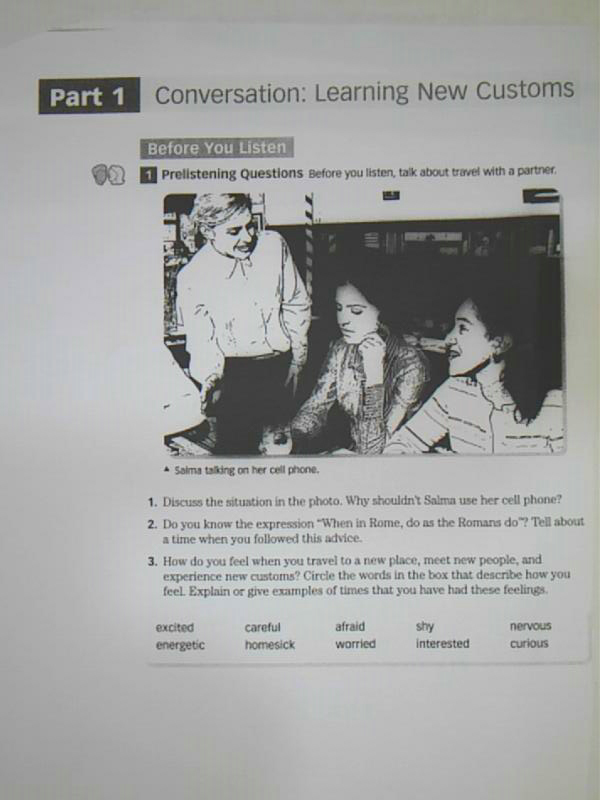 Part 1 Conversation: Learning New Customs
Before You Listen
1 Prelistening Questions Before you listen, talk about travel with a partner.
▲ Salma talking on her cell phone.
1. Discuss the situation in the photo. Why shouldn't Salma use her cell phone?
2. Do you know the expression "When in Rome, do as the Romans do"? Tell about
a time when you followed this advice.
3. How do you feel when you travel to a new place, meet new people, and
experience new customs? Circle the words in the box that describe how you
feel. Explain or give examples of times that you have had these feelings.
excited careful afraid shy nervous
energetic homesick worried interested curious